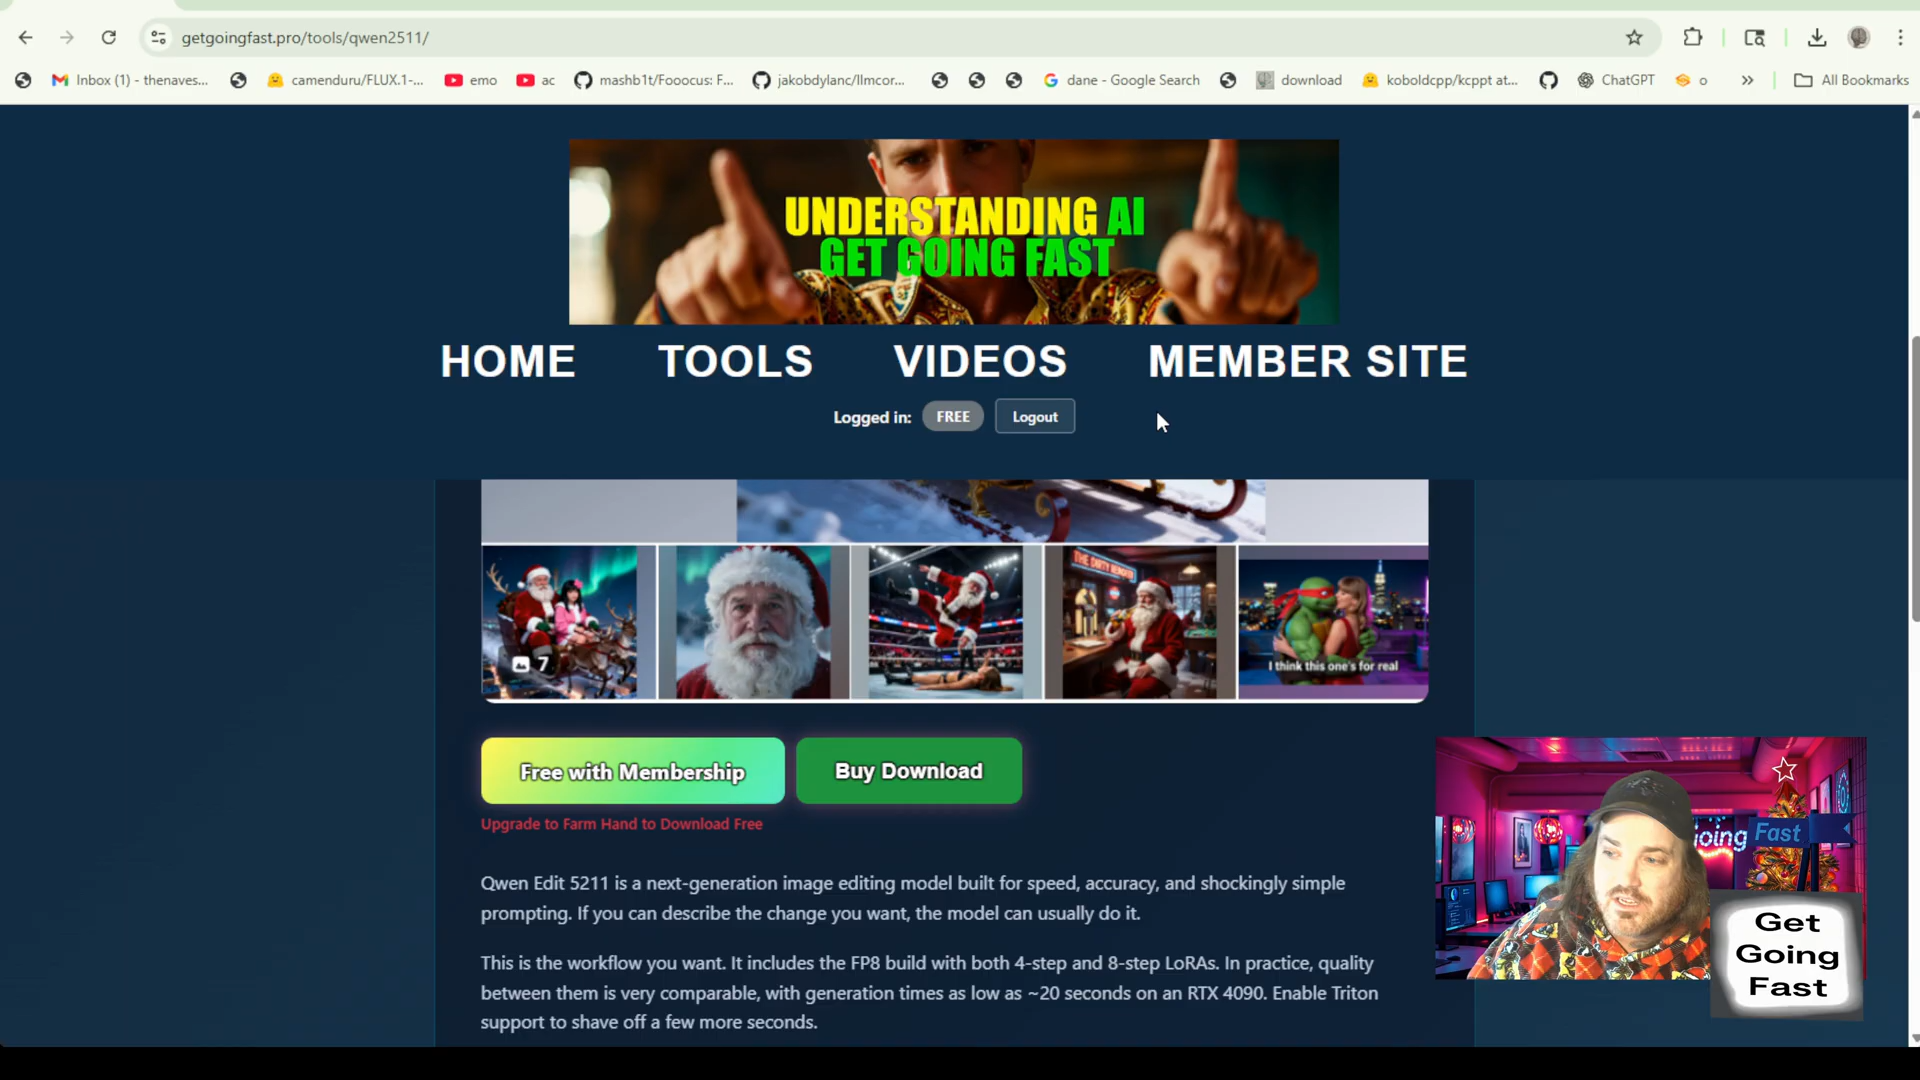 getgoingfast.pro/tools/qwen2511/
Inbox (1) - thenaves...
camenduru/FLUX.1-...
emo
ac
mashb1t/Fooocus: F...
jakobdylanc/llmcor...
dane - Google Search
download
koboldcpp/kcppt at...
ChatGPT
o
»
All Bookmarks
UNDERSTANDING AI
GET GOING FAST
HOME
TOOLS
VIDEOS
MEMBER SITE
Logged in:
FREE
Logout
7
THE DIRTY REINDEER
I think this one's for real
Free with Membership
Buy Download
Upgrade to Farm Hand to Download Free
Qwen Edit 5211 is a next-generation image editing model built for speed, accuracy, and shockingly simple
prompting. If you can describe the change you want, the model can usually do it.
This is the workflow you want. It includes the FP8 build with both 4-step and 8-step LoRAs. In practice, quality
between them is very comparable, with generation times as low as ~20 seconds on an RTX 4090. Enable Triton
support to shave off a few more seconds.
Going Fast
Get
Going
Fast